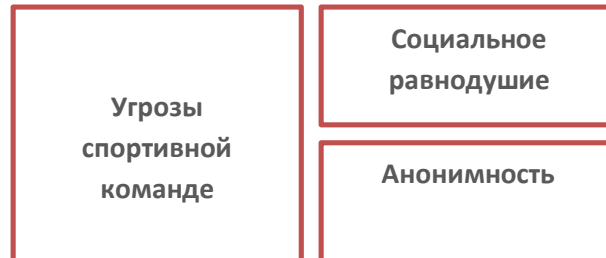 Угрозы
спортивной
команде
Социальное
равнодушие
Анонимность